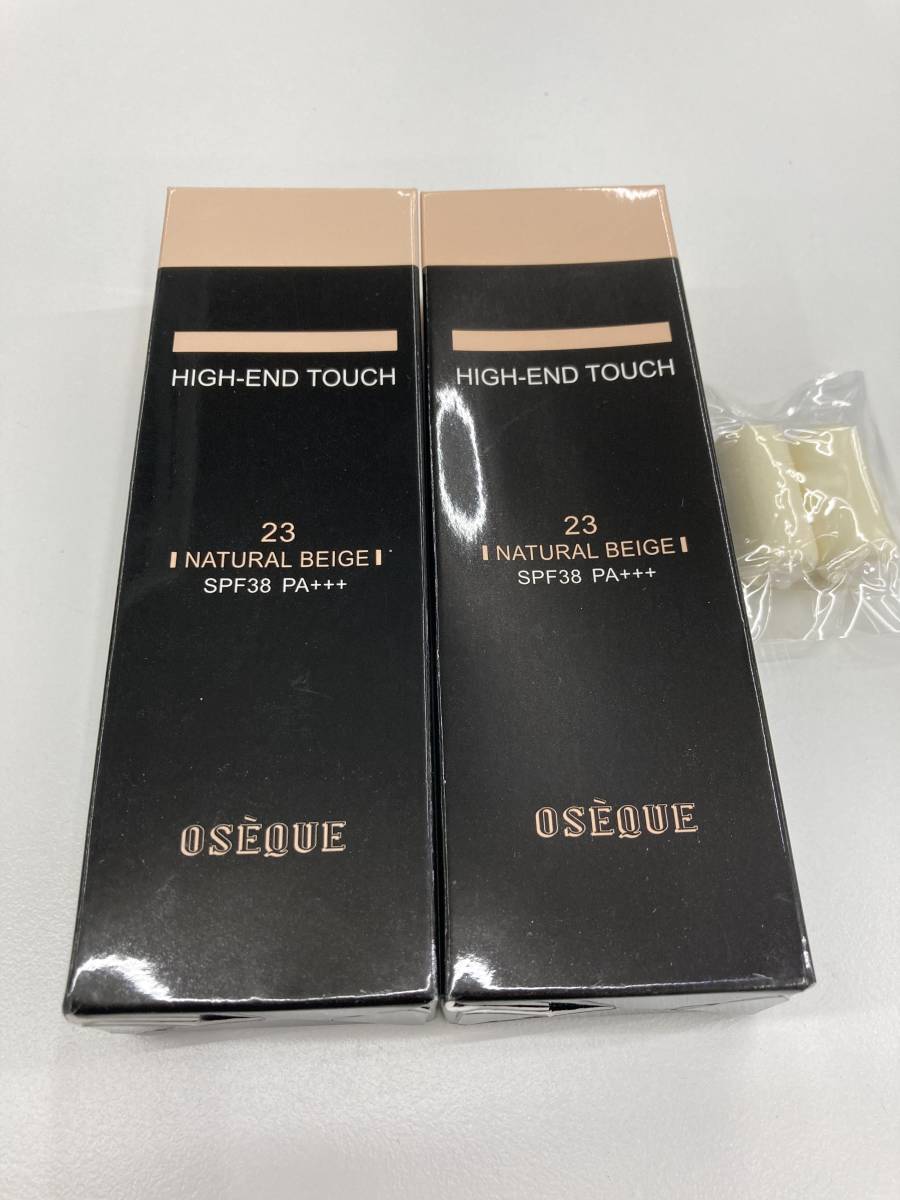 HIGH-END TOUCH
23
NATURAL BEIGE
SPF38 PA+++
OSÈQUE
HIGH-END TOUCH
23
NATURAL BEIGE
SPF38 PA+++
OSÈQUE